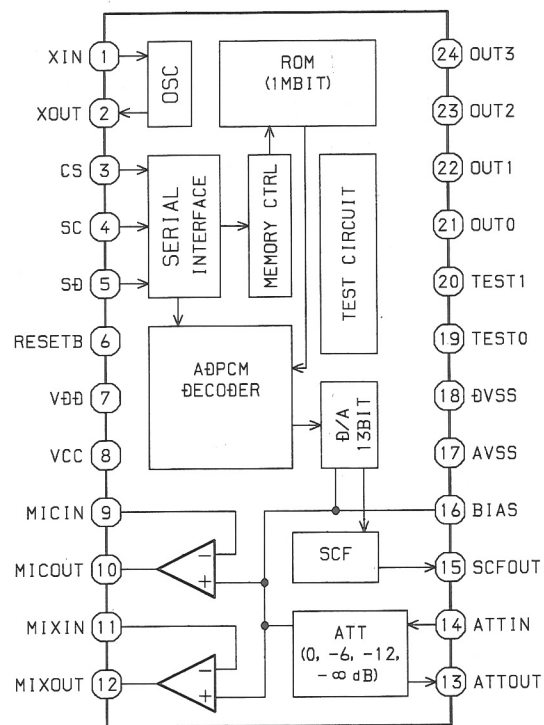 XIN 1
OSC
XOUT 2
CS 3
SC 4
SD 5
RESETB 6
VDD 7
VCC 8
MICIN 9
MICOUT 10
MIXIN 11
MIXOUT 12
ROM
(1MBIT)
SERIAL
INTERFACE
MEMORY CTRL
TEST CIRCUIT
ADPCM
DECODER
D/A
13BIT
SCF
ATT
(0, -6, -12,
-∞ dB)
-
+
-
+
24 OUT3
23 OUT2
22 OUT1
21 OUT0
20 TEST1
19 TEST0
18 DVSS
17 AVSS
16 BIAS
15 SCFOUT
14 ATTIN
13 ATTOUT